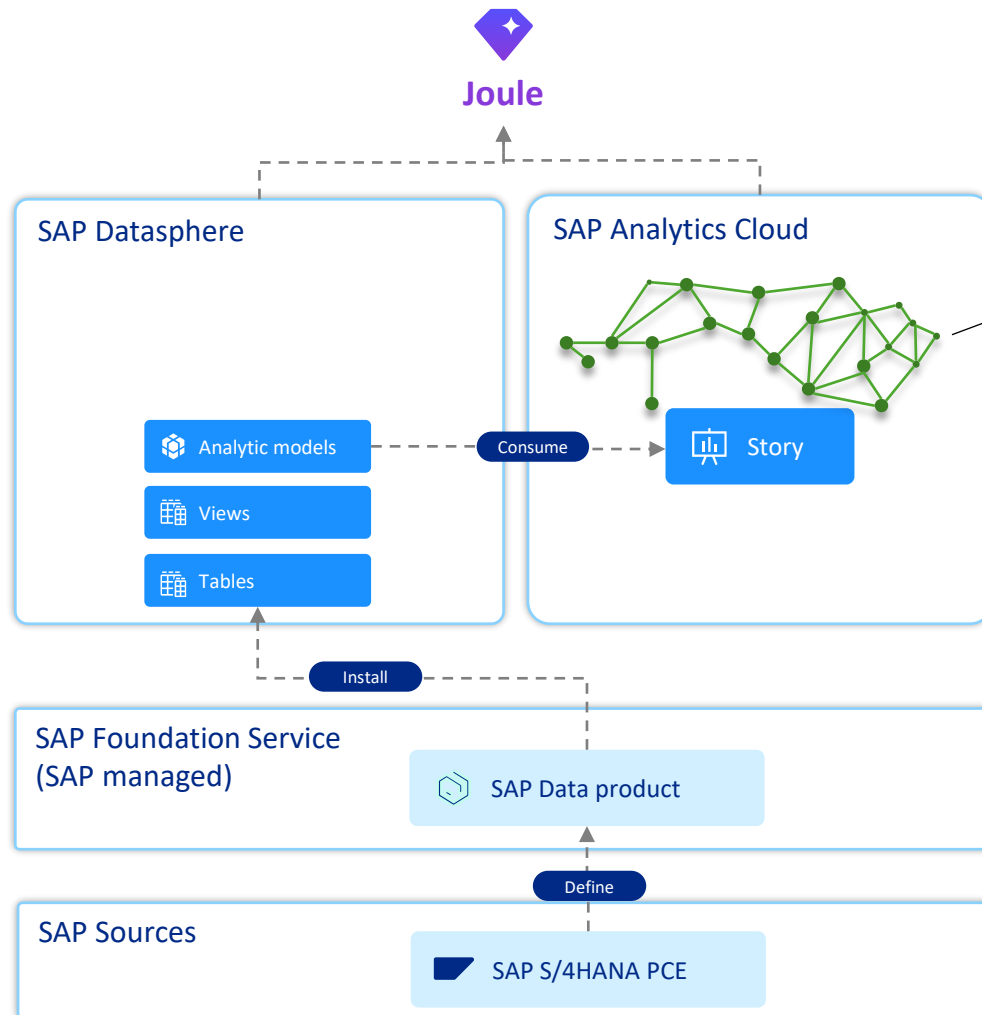 Joule
SAP Datasphere
SAP Analytics Cloud
Analytic models
Consume
Story
Views
Tables
Install
SAP Foundation Service
(SAP managed)
SAP Data product
Define
SAP Sources
SAP S/4HANA PCE